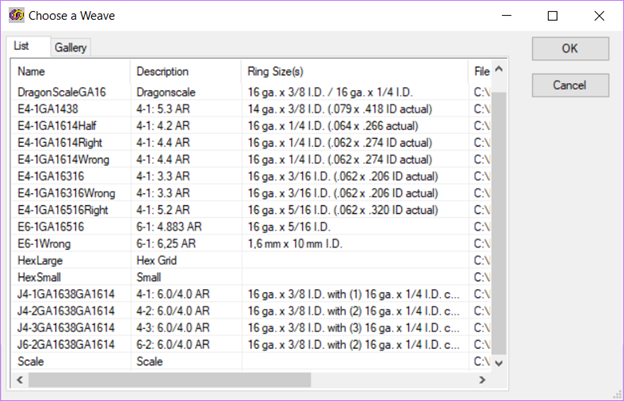 Choose a Weave
List Gallery
OK
Cancel
Name Description Ring Size(s) File
DragonScaleGA16 Dragonscale 16 ga. x 3/8 I.D. / 16 ga. x 1/4 I.D. C:\
E4-1GA1438 4-1: 5.3 AR 14 ga. x 3/8 I.D. (.079 x .418 ID actual) C:\
E4-1GA1614Half 4-1: 4.2 AR 16 ga. x 1/4 I.D. (.064 x .266 actual) C:\
E4-1GA1614Right 4-1: 4.4 AR 16 ga. x 1/4 I.D. (.062 x .274 ID actual) C:\
E4-1GA1614Wrong 4-1: 4.4 AR 16 ga. x 1/4 I.D. (.062 x .274 ID actual) C:\
E4-1GA16316 4-1: 3.3 AR 16 ga. x 3/16 I.D. (.062 x .206 ID actual) C:\
E4-1GA16316Wrong 4-1: 3.3 AR 16 ga. x 3/16 I.D. (.062 x .206 ID actual) C:\
E4-1GA16516Right 4-1: 5.2 AR 16 ga. x 5/16 I.D. (.062 x .320 ID actual) C:\
E6-1GA16516 6-1: 4.883 AR 16 ga. x 5/16 I.D. C:\
E6-1Wrong 6-1: 6,25 AR 1,6 mm x 10 mm I.D. C:\
HexLarge Hex Grid C:\
HexSmall Small C:\
J4-1GA1638GA1614 4-1: 6.0/4.0 AR 16 ga. x 3/8 I.D. with (1) 16 ga. x 1/4 I.D. c... C:\
J4-2GA1638GA1614 4-2: 6.0/4.0 AR 16 ga. x 3/8 I.D. with (2) 16 ga. x 1/4 I.D. c... C:\
J4-3GA1638GA1614 4-3: 6.0/4.0 AR 16 ga. x 3/8 I.D. with (3) 16 ga. x 1/4 I.D. c... C:\
J6-2GA1638GA1614 6-2: 6.0/4.0 AR 16 ga. x 3/8 I.D. with (2) 16 ga. x 1/4 I.D. c... C:\
Scale Scale C:\